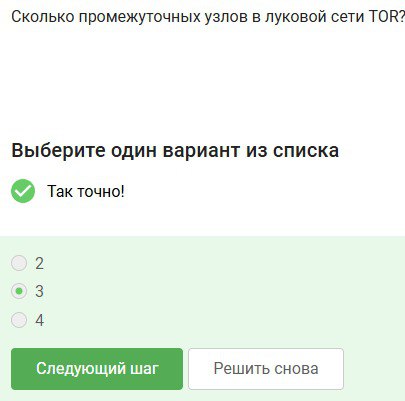 Сколько промежуточных узлов в луковой сети TOR?
Выберите один вариант из списка
Так точно!
2
3
4
Следующий шаг
Решить снова